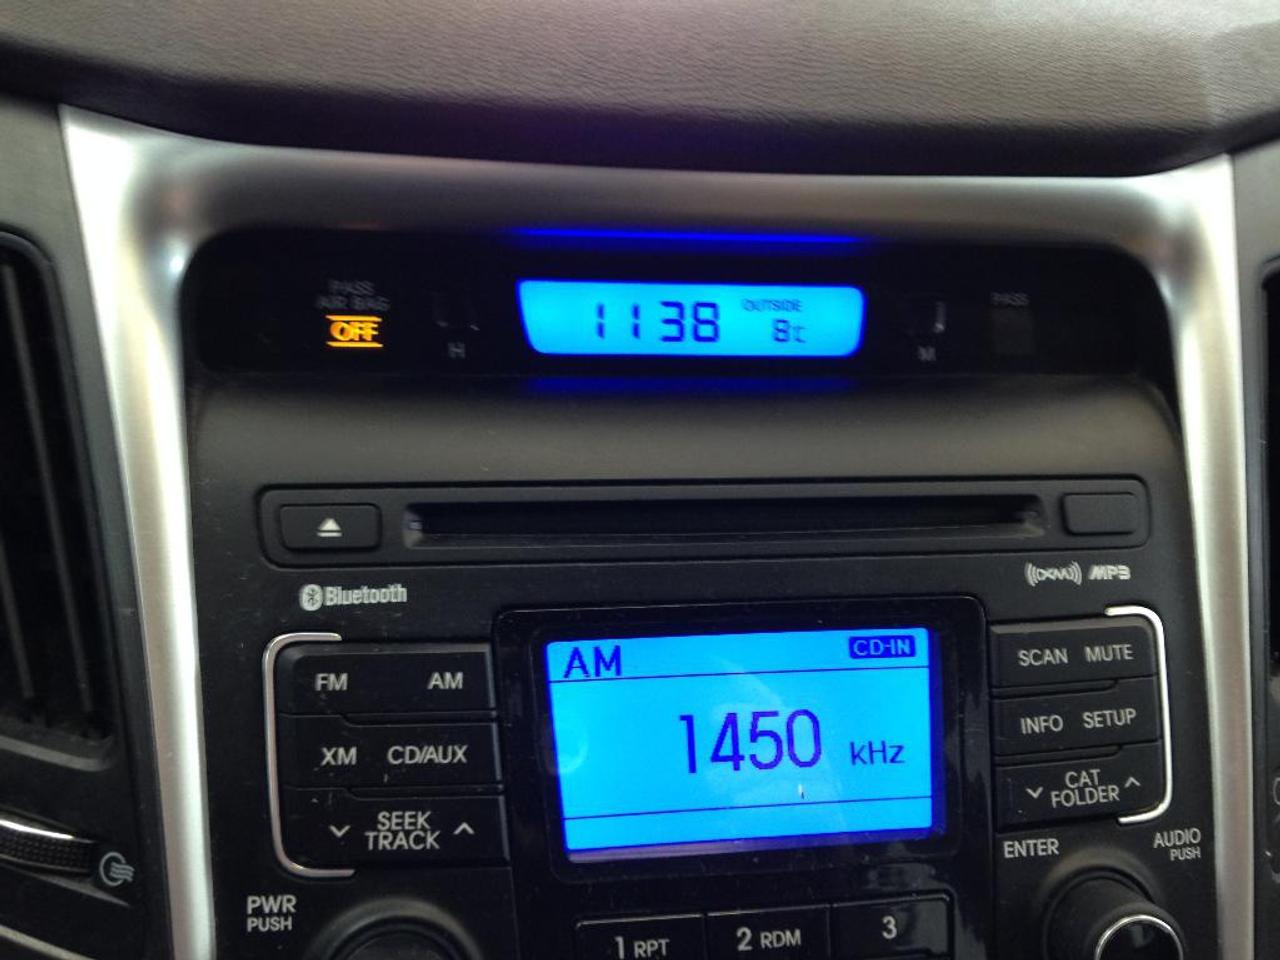 PASS
AIR BAG
OFF
H
1138
OUTSIDE
8℃
M
PASS
Bluetooth
XM MP3
FM AM
XM CD/AUX
SEEK
TRACK
PWR
PUSH
AM CD-IN
1450 kHz
SCAN MUTE
INFO SETUP
CAT
FOLDER
ENTER
AUDIO
PUSH
1 RPT
2 RDM
3